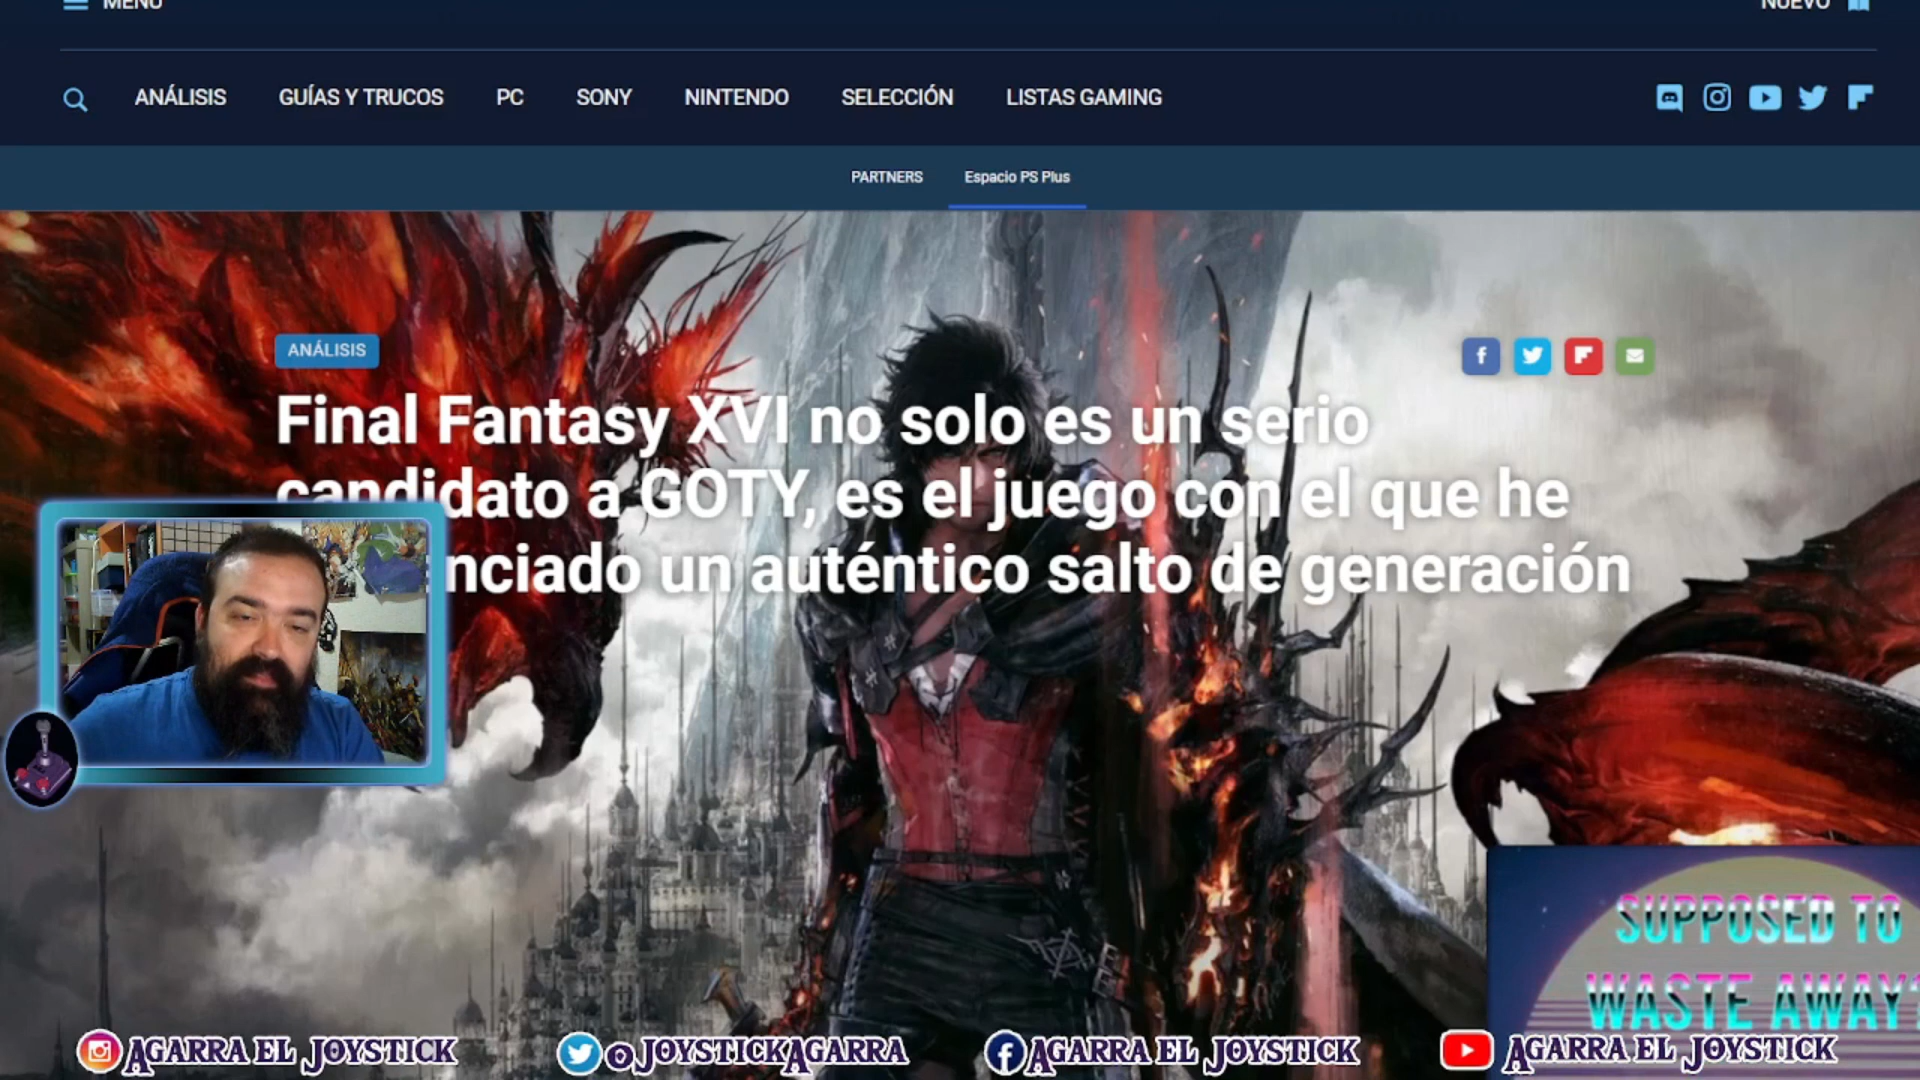 MENÚ
NUEVO
ANÁLISIS GUÍAS Y TRUCOS PC SONY NINTENDO SELECCIÓN LISTAS GAMING
PARTNERS Espacio PS Plus
ANÁLISIS
Final Fantasy XVI no solo es un serio
candidato a GOTY, es el juego con el que he
nciado un auténtico salto de generación
SUPPOSED TO
WASTE AWAY?
AGARRA EL JOYSTICK
@JOYSTICKAGARRA
AGARRA EL JOYSTICK
AGARRA EL JOYSTICK